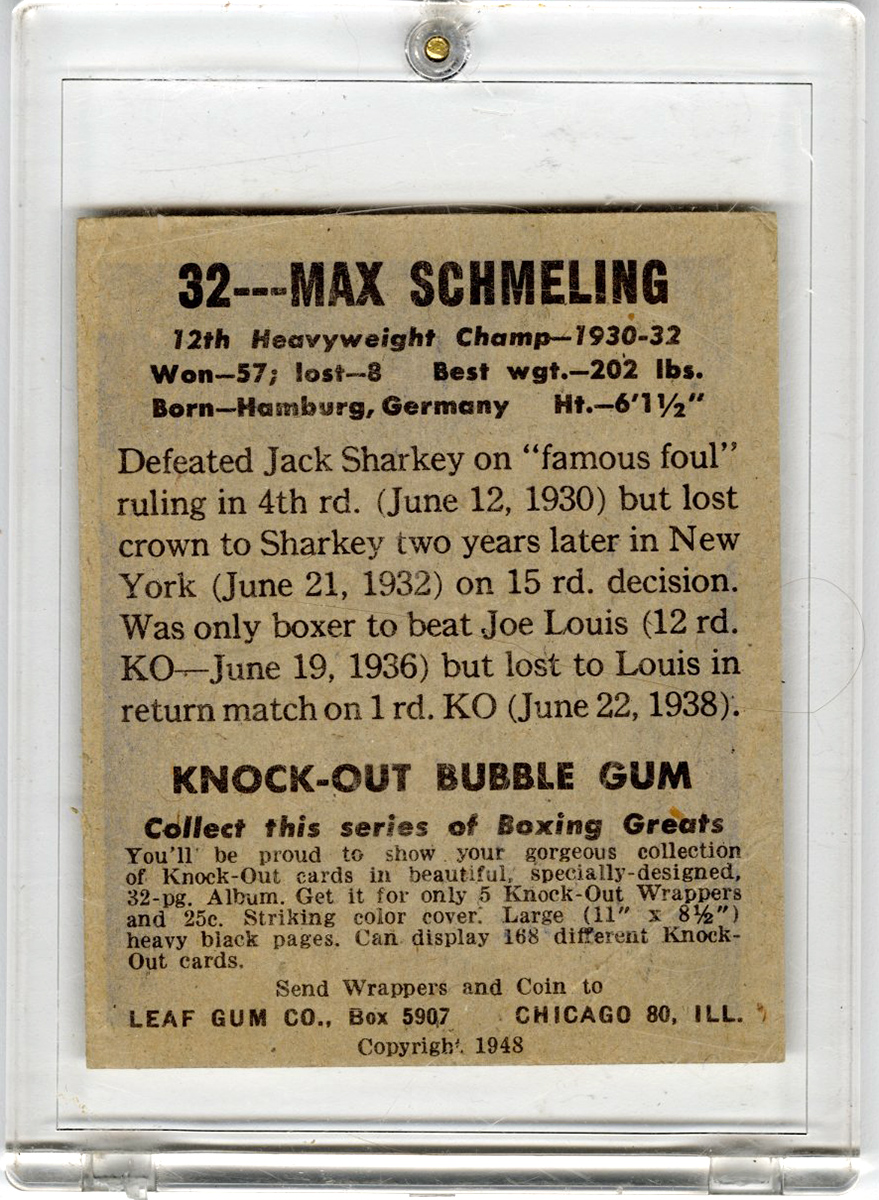 32---MAX SCHMELING
12th Heavyweight Champ—1930-32
Won—57; lost—8 Best wgt.—202 lbs.
Born—Hamburg, Germany Ht.—6'1½"
Defeated Jack Sharkey on "famous foul"
ruling in 4th rd. (June 12, 1930) but lost
crown to Sharkey two years later in New
York (June 21, 1932) on 15 rd. decision.
Was only boxer to beat Joe Louis (12 rd.
KO—June 19, 1936) but lost to Louis in
return match on 1 rd. KO (June 22, 1938).
KNOCK-OUT BUBBLE GUM
Collect this series of Boxing Greats
You'll be proud to show your gorgeous collection
of Knock-Out cards in beautiful, specially-designed,
32-pg. Album. Get it for only 5 Knock-Out Wrappers
and 25c. Striking color cover. Large (11" x 8½")
heavy black pages. Can display 168 different Knock-
Out cards.
Send Wrappers and Coin to
LEAF GUM CO., Box 5907 CHICAGO 80, ILL.
Copyright 1948